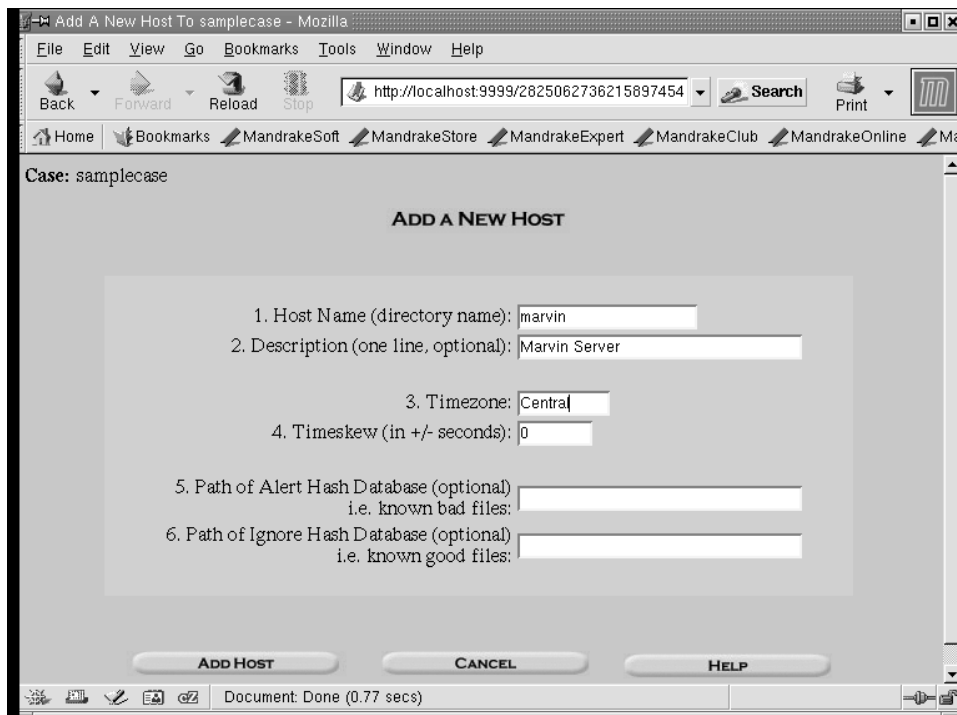 Add A New Host To samplecase - Mozilla
File Edit View Go Bookmarks Tools Window Help
Back Forward Reload Stop http://localhost:9999/2825062736215897454 Search Print
Home Bookmarks MandrakeSoft MandrakeStore MandrakeExpert MandrakeClub MandrakeOnline Ma
Case: samplecase
ADD A NEW HOST
1. Host Name (directory name): marvin
2. Description (one line, optional): Marvin Server
3. Timezone: Central
4. Timeskew (in +/- seconds): 0
5. Path of Alert Hash Database (optional)
i.e. known bad files:
6. Path of Ignore Hash Database (optional)
i.e. known good files:
ADD HOST CANCEL HELP
Document: Done (0.77 secs)